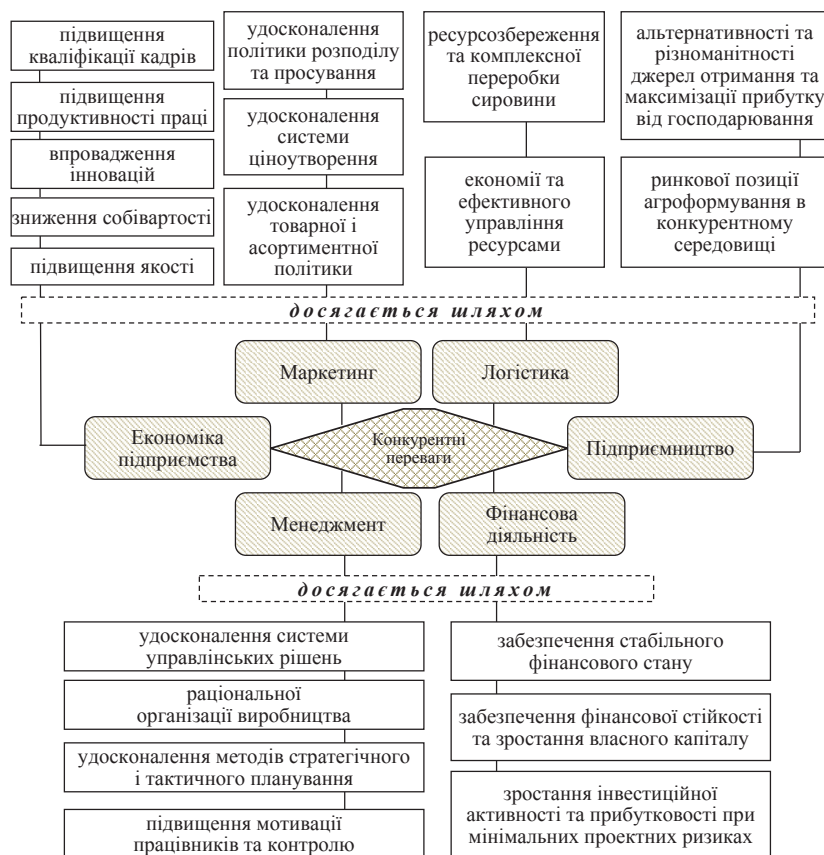 підвищення
кваліфікації кадрів
підвищення
продуктивності праці
впровадження
інновацій
зниження собівартості
підвищення якості
удосконалення
політики розподілу
та просування
удосконалення
системи
ціноутворення
удосконалення
товарної і
асортиментної
політики
ресурсозбереження
та комплексної
переробки
сировини
економії та
ефективного
управління
ресурсами
альтернативності та
різноманітності
джерел отримання та
максимізації прибутку
від господарювання
ринкової позиції
агроформування в
конкурентному
середовищі
досягається шляхом
Маркетинг
Логістика
Економіка
підприємства
Конкурентні
переваги
Підприємництво
Менеджмент
Фінансова
діяльність
досягається шляхом
удосконалення системи
управлінських рішень
раціональної
організації виробництва
удосконалення методів стратегічного
і тактичного планування
підвищення мотивації
працівників та контролю
забезпечення стабільного
фінансового стану
забезпечення фінансової стійкості
та зростання власного капіталу
зростання інвестиційної
активності та прибутковості при
мінімальних проектних ризиках